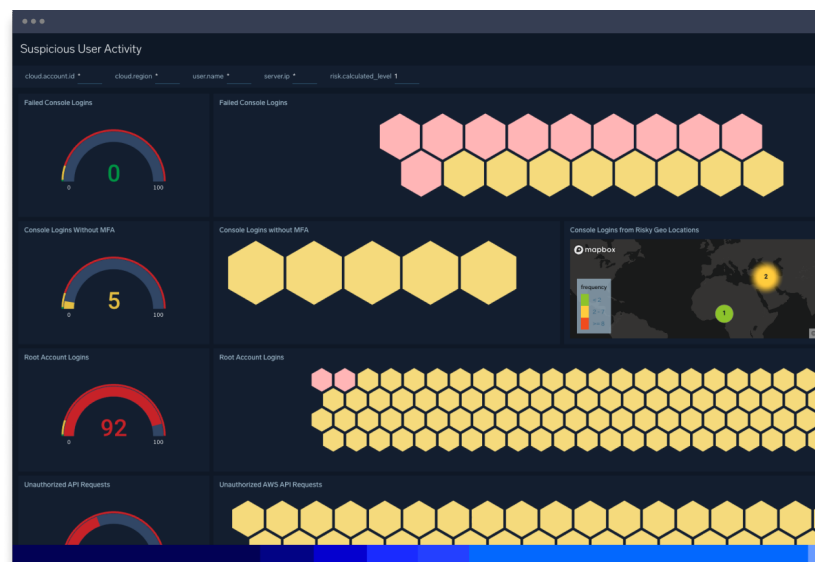 Suspicious User Activity
cloud.account.id * cloud.region * user.name * server.ip * risk.calculated_level 1
Failed Console Logins
0
0 100
Failed Console Logins
Console Logins Without MFA
5
0 100
Console Logins without MFA
Console Logins from Risky Geo Locations
mapbox
frequency
2
1
Root Account Logins
92
0 100
Root Account Logins
Unauthorized API Requests
Unauthorized AWS API Requests